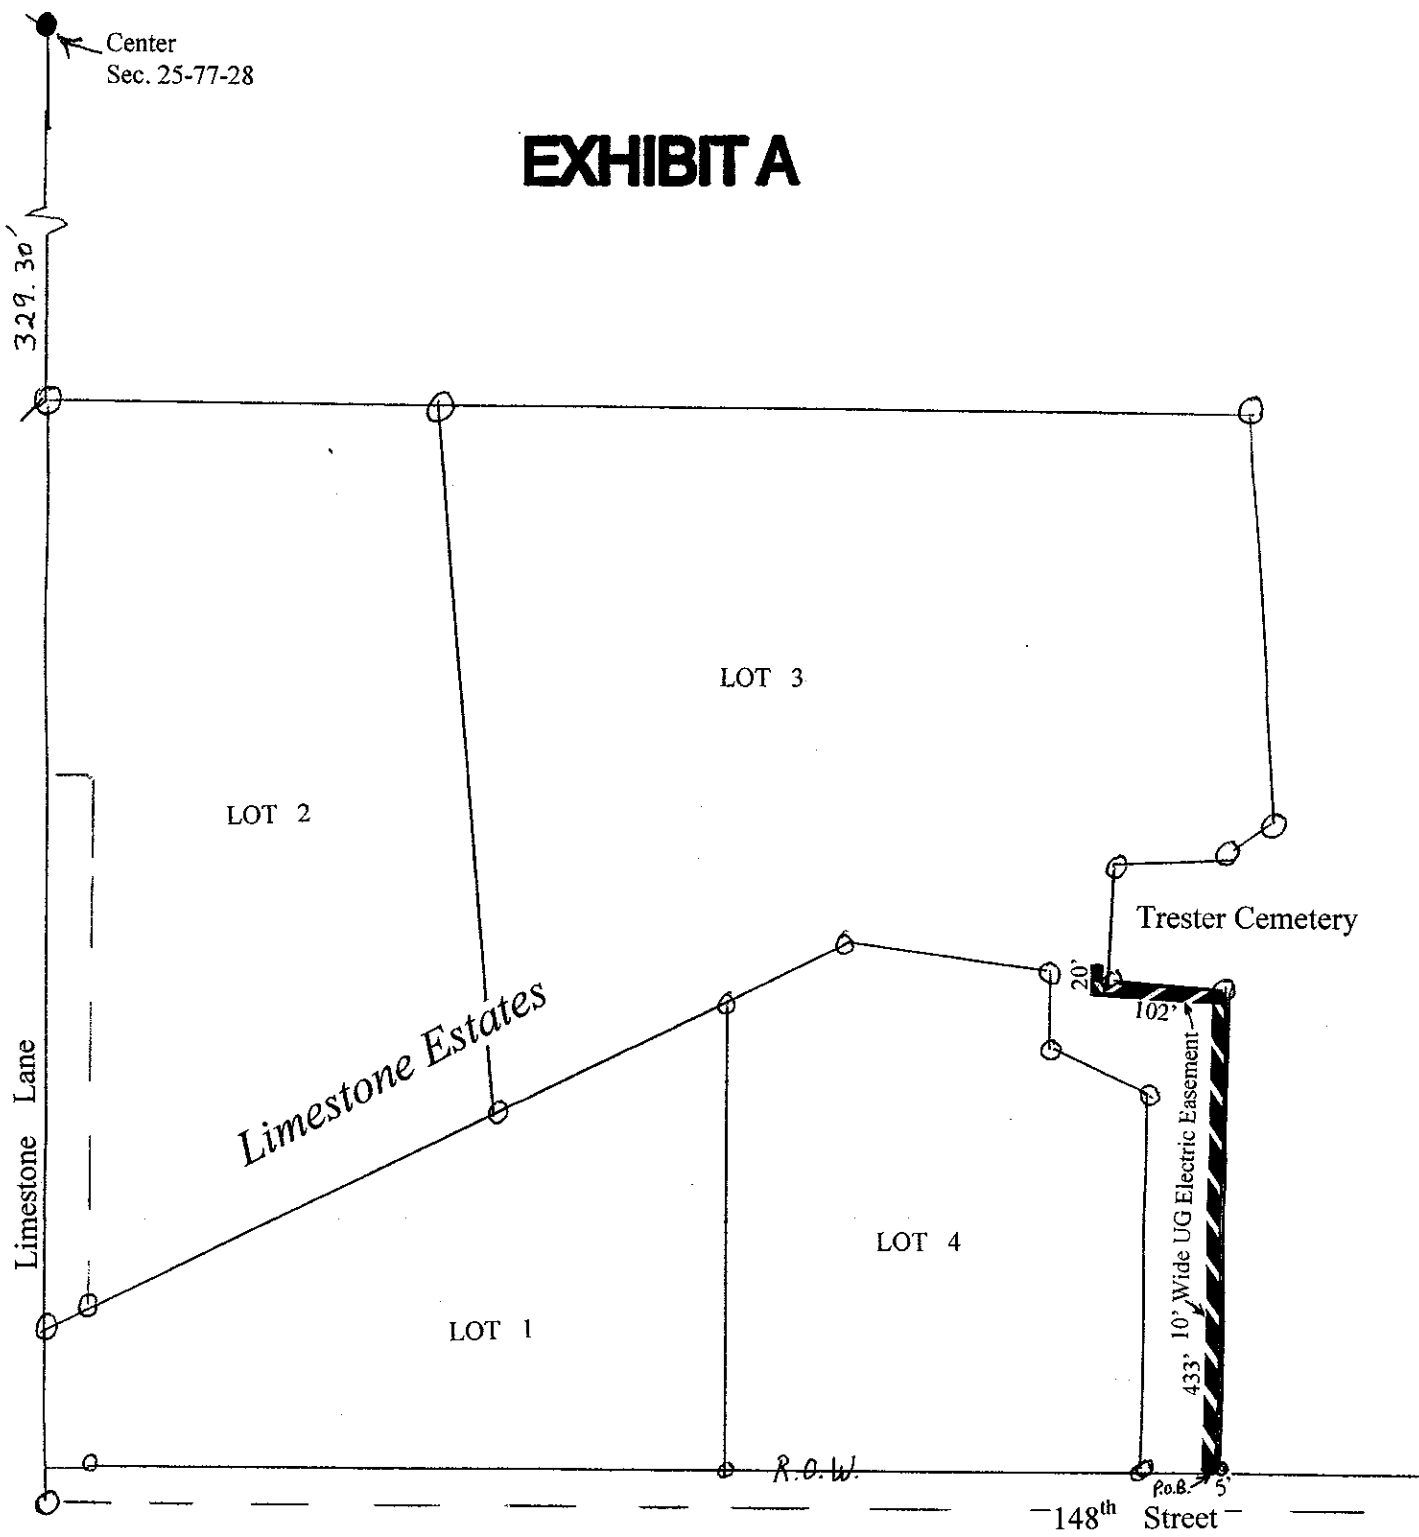 Center
Sec. 25-77-28
EXHIBIT A
329.30'
LOT 3
LOT 2
Trester Cemetery
20'
102'
Limestone Estates
Limestone Lane
10' Wide UG Electric Easement
LOT 4
LOT 1
433'
R.O.W.
P.O.B.
5'
148th Street